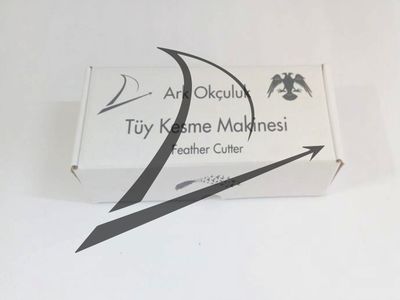 Ark Okçuluk
Tüy Kesme Makinesi
Feather Cutter